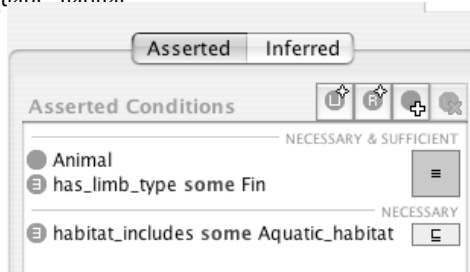 Asserted Inferred
Asserted Conditions
NECESSARY & SUFFICIENT
Animal
≡
has_limb_type some Fin
NECESSARY
habitat_includes some Aquatic_habitat ⊑